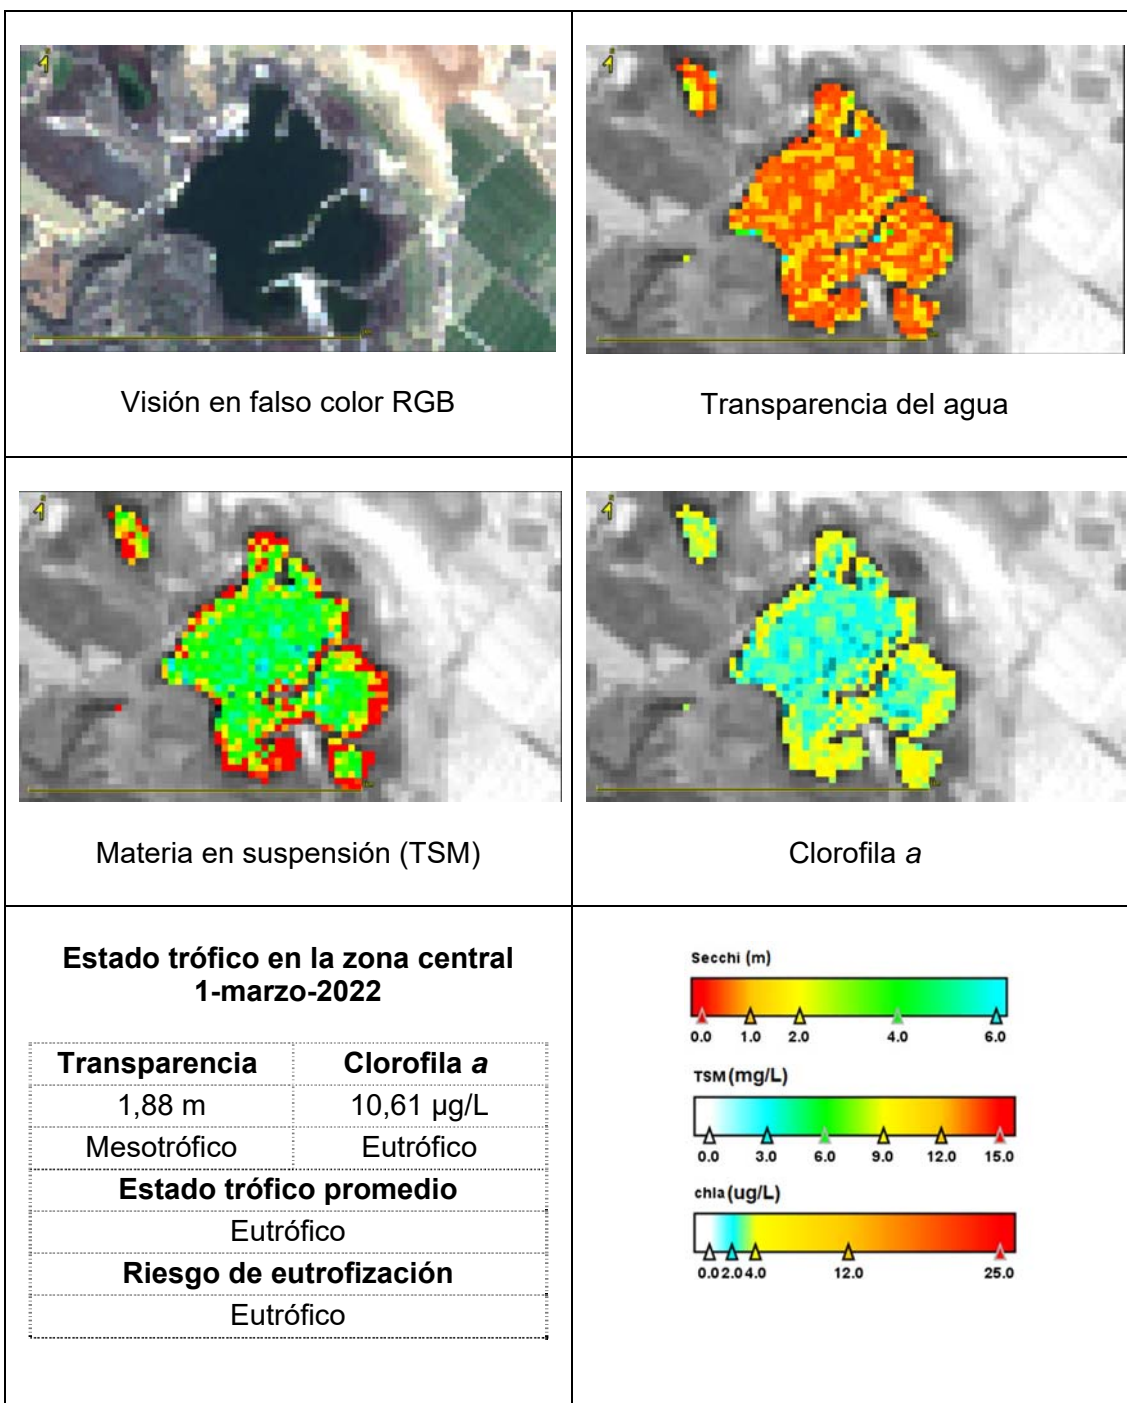 Visión en falso color RGB
Transparencia del agua
Materia en suspensión (TSM)
Clorofila a
Estado trófico en la zona central
1-marzo-2022
Transparencia Clorofila a
1,88 m 10,61 µg/L
Mesotrófico Eutrófico
Estado trófico promedio
Eutrófico
Riesgo de eutrofización
Eutrófico
Secchi (m)
0.0 1.0 2.0 4.0 6.0
TSM (mg/L)
0.0 3.0 6.0 9.0 12.0 15.0
chla (ug/L)
0.0 2.0 4.0 12.0 25.0